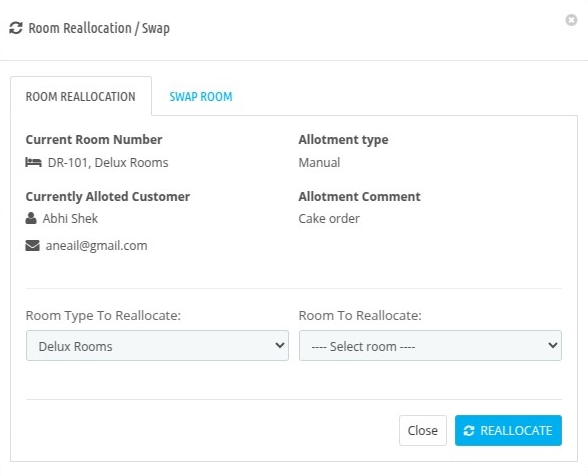 Room Reallocation / Swap
ROOM REALLOCATION
SWAP ROOM
Current Room Number
Allotment type
DR-101, Delux Rooms
Manual
Currently Alloted Customer
Allotment Comment
Abhi Shek
Cake order
aneail@gmail.com
Room Type To Reallocate:
Room To Reallocate:
Delux Rooms
---- Select room ----
Close
REALLOCATE